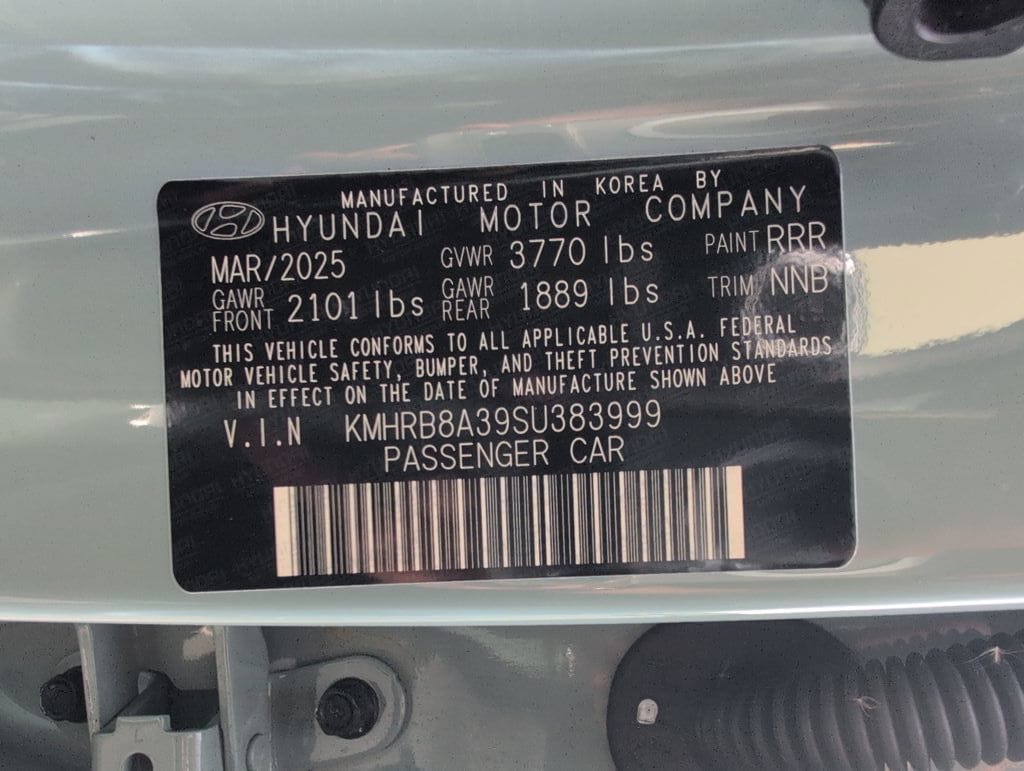 MANUFACTURED IN KOREA BY
HYUNDAI MOTOR COMPANY
MAR/2025 GVWR 3770 lbs PAINT RRR
GAWR FRONT 2101 lbs GAWR REAR 1889 lbs TRIM NNB
THIS VEHICLE CONFORMS TO ALL APPLICABLE U.S.A. FEDERAL
MOTOR VEHICLE SAFETY, BUMPER, AND THEFT PREVENTION STANDARDS
IN EFFECT ON THE DATE OF MANUFACTURE SHOWN ABOVE
V.I.N KMHRB8A39SU383999
PASSENGER CAR